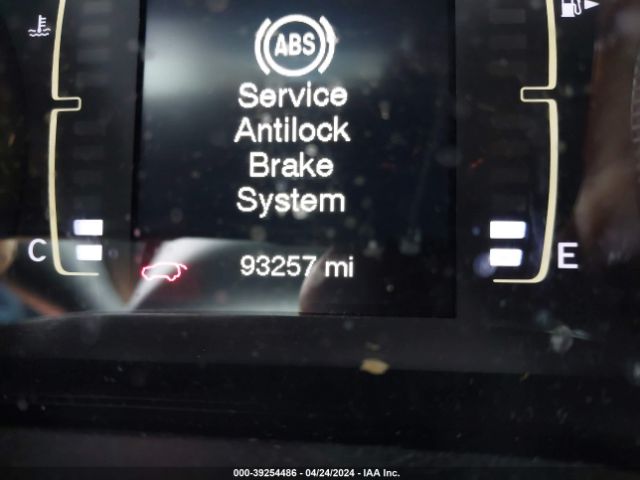 ABS
Service
Antilock
Brake
System
C
E
93257 mi
000-39254486 - 04/24/2024 - IAA Inc.